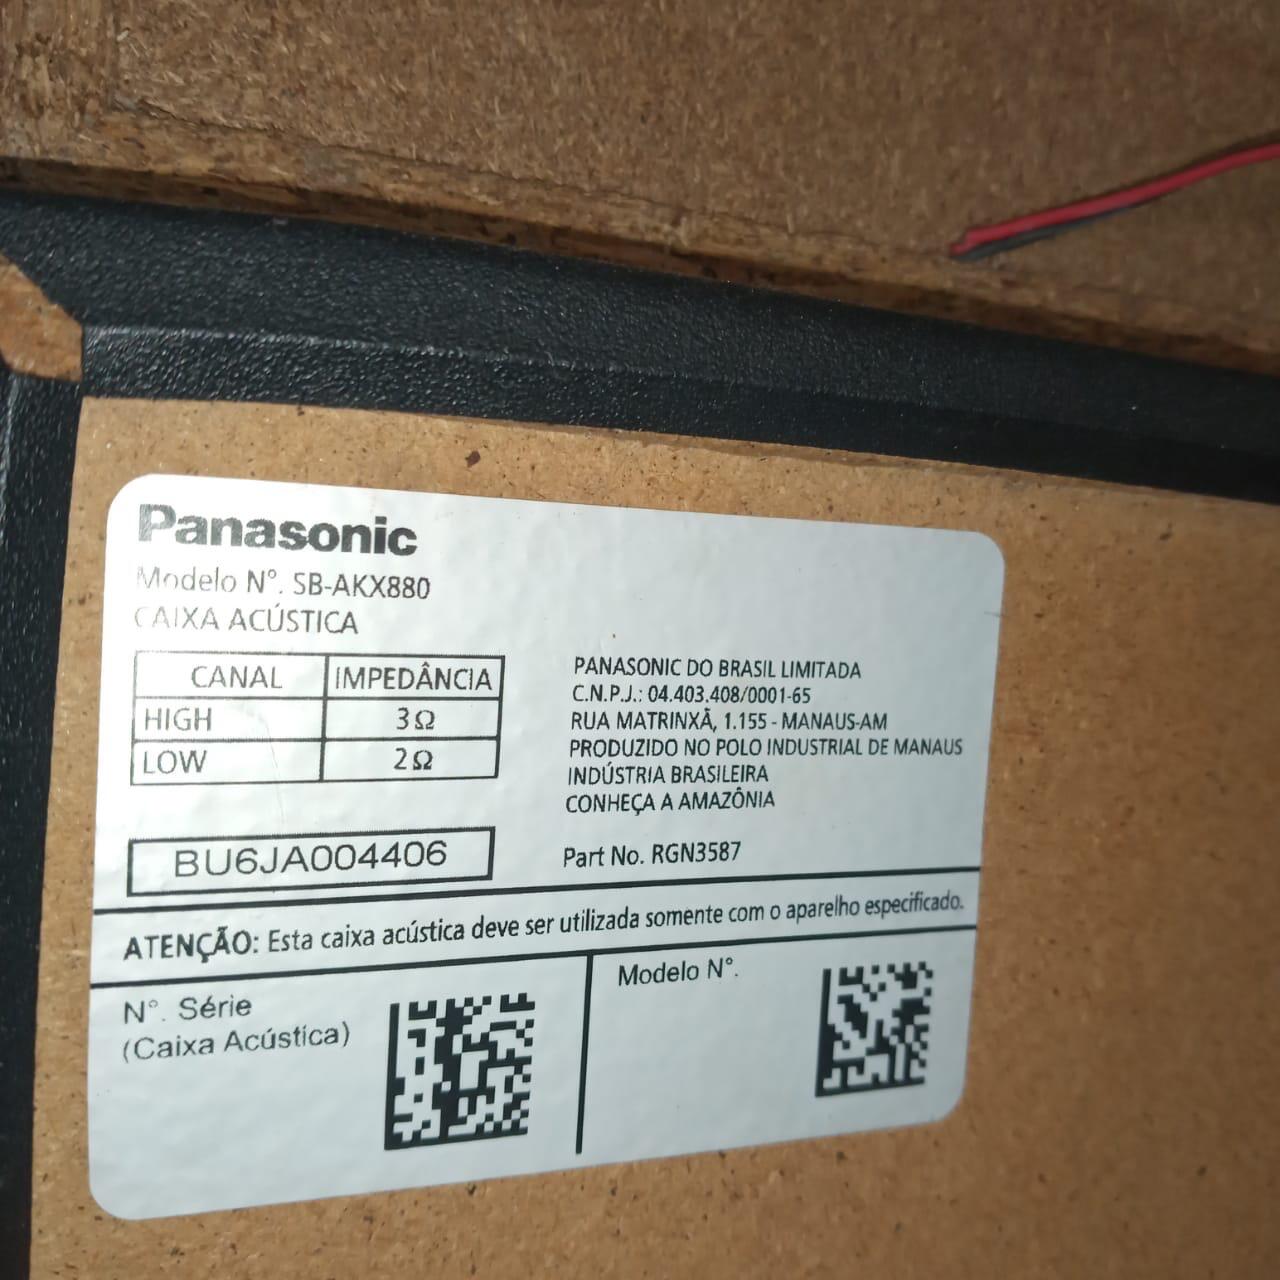 Panasonic
Modelo N°. SB-AKX880
CAIXA ACÚSTICA
CANAL IMPEDÂNCIA
HIGH 3Ω
LOW 2Ω
BU6JA004406
PANASONIC DO BRASIL LIMITADA
C.N.P.J.: 04.403.408/0001-65
RUA MATRINXÃ, 1.155 - MANAUS-AM
PRODUZIDO NO POLO INDUSTRIAL DE MANAUS
INDÚSTRIA BRASILEIRA
CONHEÇA A AMAZÔNIA
Part No. RGN3587
ATENÇÃO: Esta caixa acústica deve ser utilizada somente com o aparelho especificado.
N°. Série
(Caixa Acústica)
Modelo N°.